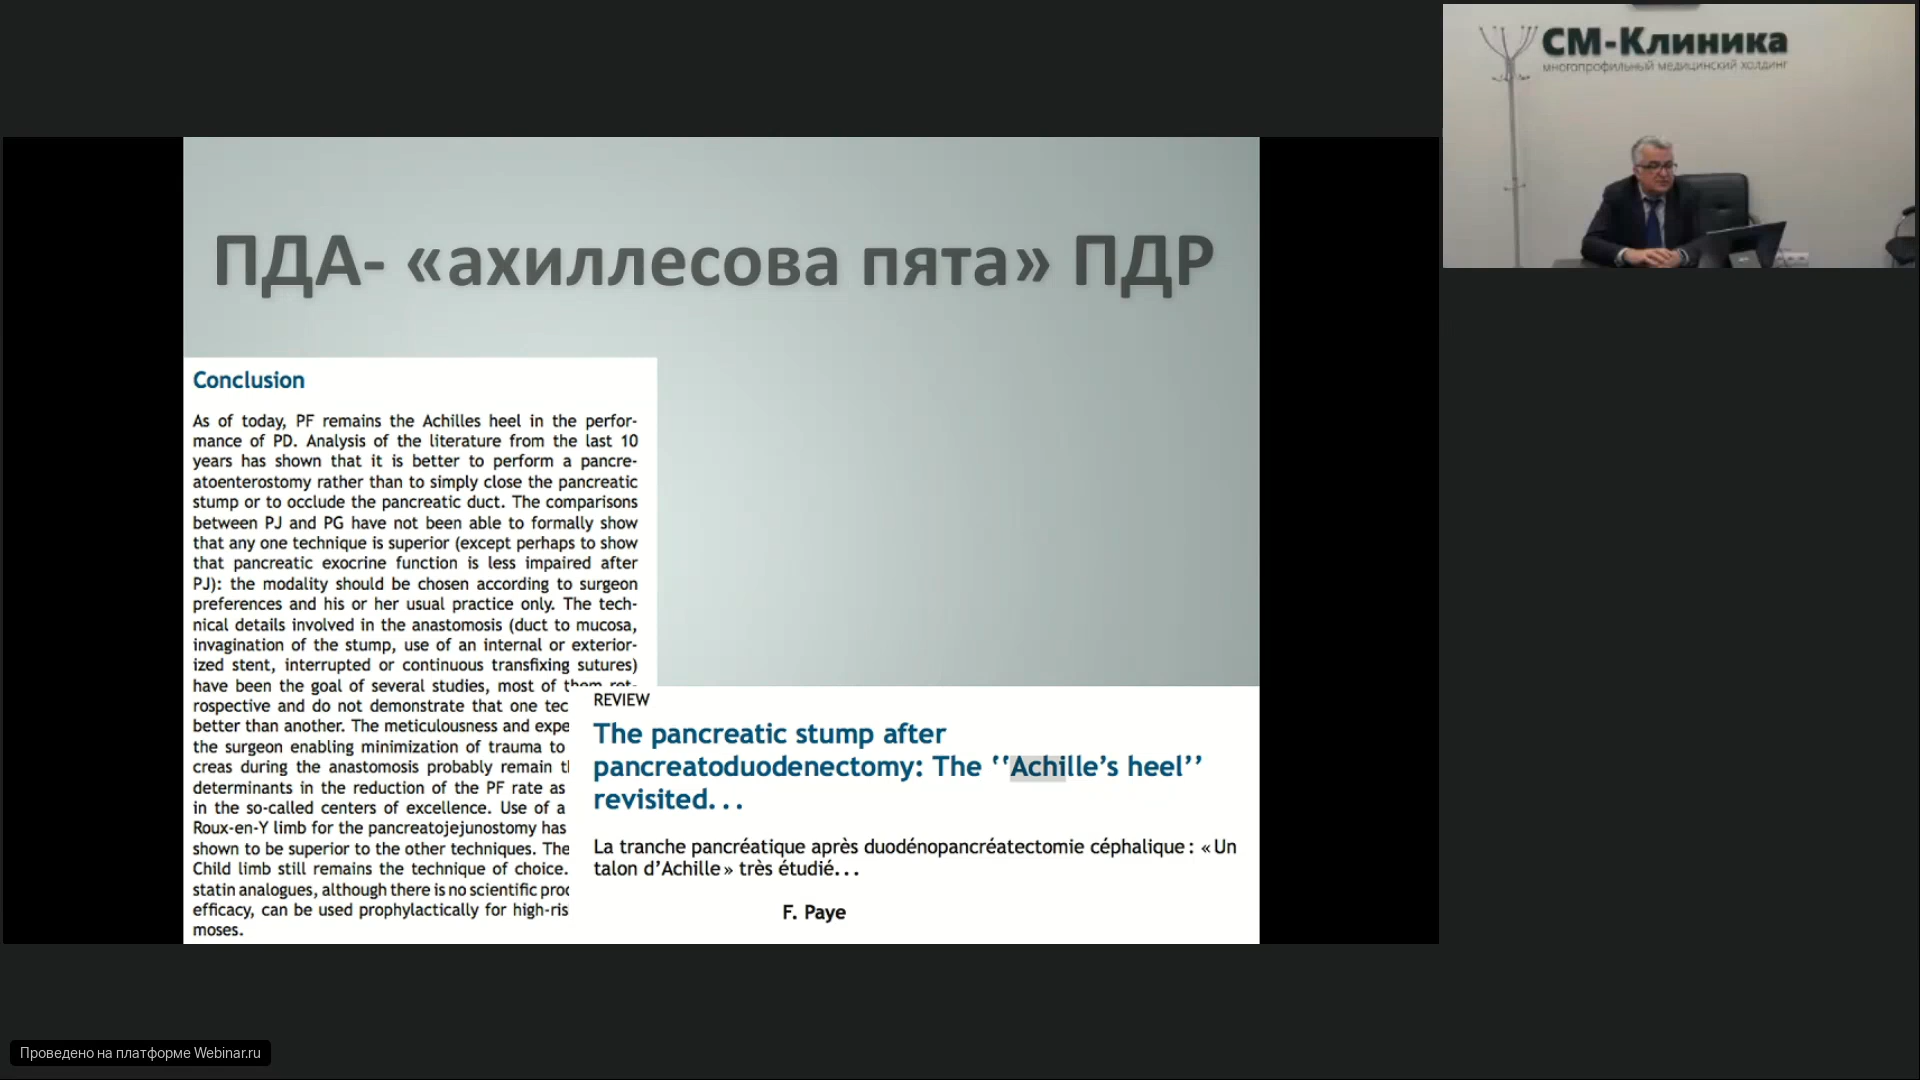 СМ-Клиника
многопрофильный медицинский холдинг
ПДА- «ахиллесова пята» ПДР
Conclusion
As of today, PF remains the Achilles heel in the perfor-
mance of PD. Analysis of the literature from the last 10
years has shown that it is better to perform a pancre-
atoenterostomy rather than to simply close the pancreatic
stump or to occlude the pancreatic duct. The comparisons
between PJ and PG have not been able to formally show
that any one technique is superior (except perhaps to show
that pancreatic exocrine function is less impaired after
PJ): the modality should be chosen according to surgeon
preferences and his or her usual practice only. The tech-
nical details involved in the anastomosis (duct to mucosa,
invagination of the stump, use of an internal or exterior-
ized stent, interrupted or continuous transfixing sutures)
have been the goal of several studies, most of them ret-
rospective and do not demonstrate that one tec
better than another. The meticulousness and expe
the surgeon enabling minimization of trauma to
creas during the anastomosis probably remain t
determinants in the reduction of the PF rate as
in the so-called centers of excellence. Use of a
Roux-en-Y limb for the pancreatojejunostomy has
shown to be superior to the other techniques. The
Child limb still remains the technique of choice.
statin analogues, although there is no scientific proo
efficacy, can be used prophylactically for high-ris
moses.
REVIEW
The pancreatic stump after
pancreatoduodenectomy: The ‘‘Achille’s heel’’
revisited...
La tranche pancréatique après duodénopancréatectomie céphalique : « Un
talon d’Achille » très étudié...
F. Paye
Проведено на платформе Webinar.ru